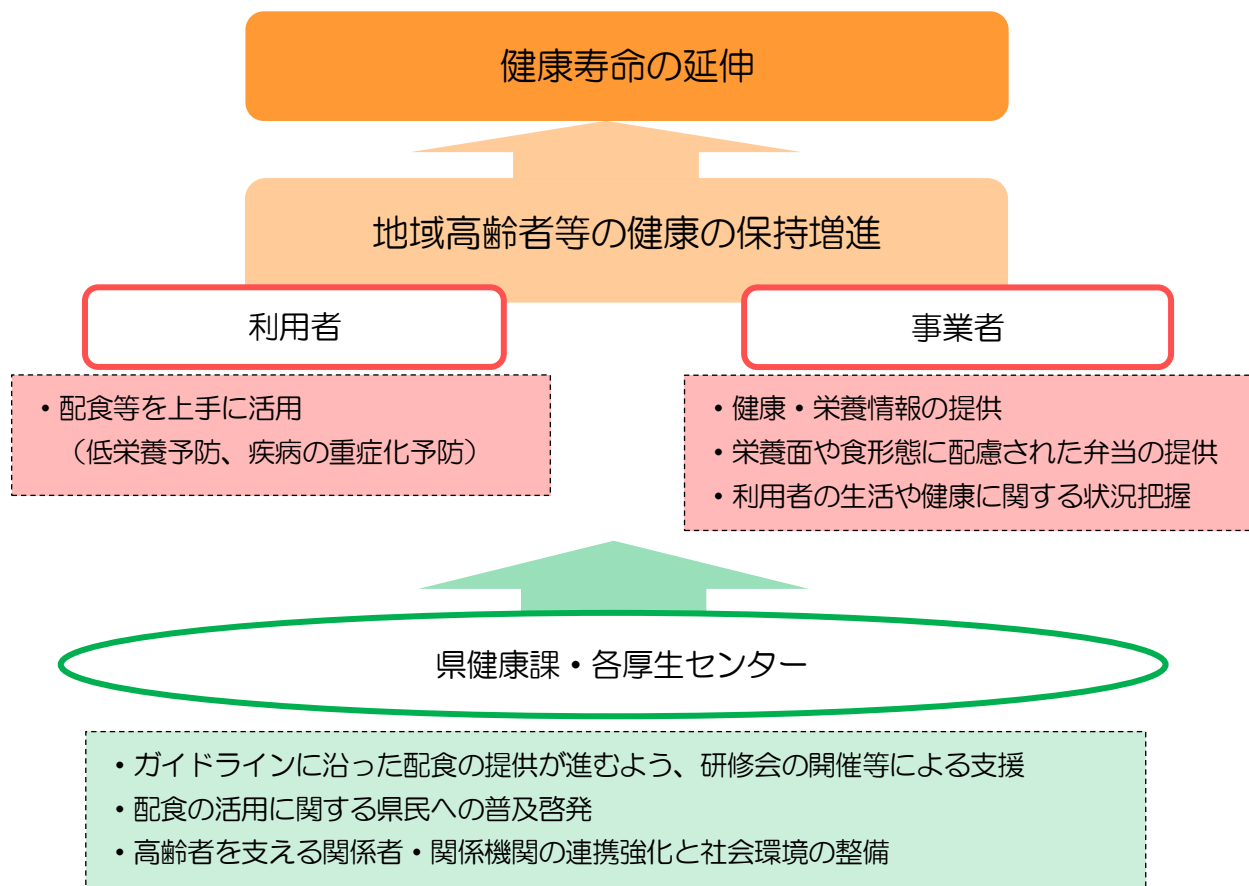 健康寿命の延伸
地域高齢者等の健康の保持増進
利用者
・配食等を上手に活用
（低栄養予防、疾病の重症化予防）
事業者
・健康・栄養情報の提供
・栄養面や食形態に配慮された弁当の提供
・利用者の生活や健康に関する状況把握
県健康課・各厚生センター
・ガイドラインに沿った配食の提供が進むよう、研修会の開催等による支援
・配食の活用に関する県民への普及啓発
・高齢者を支える関係者・関係機関の連携強化と社会環境の整備